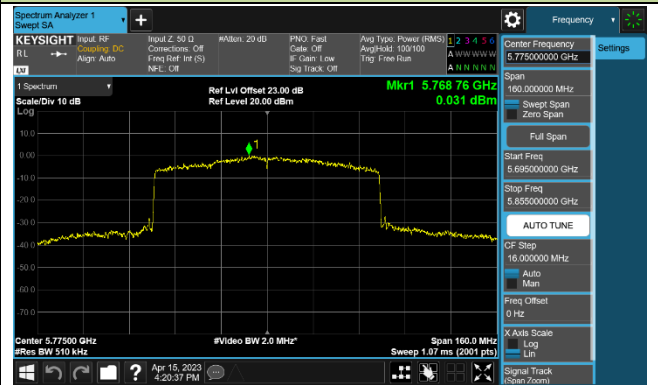 Spectrum Analyzer 1
Swept SA
+
Frequency
KEYSIGHT
RL
LXI
Input: RF
Coupling: DC
Align: Auto
Input Z: 50 Ω
Corrections: Off
Freq Ref: Int (S)
NFE: Off
#Atten: 20 dB
PNO: Fast
Gate: Off
IF Gain: Low
Sig Track: Off
Avg Type: Power (RMS)
Avg|Hold: 100/100
Trig: Free Run
1 2 3 4 5 6
A W W W W W
A N N N N N
1 Spectrum
Scale/Div 10 dB
Log
Ref Lvl Offset 23.00 dB
Ref Level 20.00 dBm
Mkr1 5.768 76 GHz
0.031 dBm
1
10.0
0.00
-10.0
-20.0
-30.0
-40.0
-50.0
-60.0
-70.0
Center 5.77500 GHz
#Res BW 510 kHz
#Video BW 2.0 MHz*
Span 160.0 MHz
Sweep 1.07 ms (2001 pts)
Center Frequency
5.775000000 GHz
Settings
Span
160.000000 MHz
Swept Span
Zero Span
Full Span
Start Freq
5.695000000 GHz
Stop Freq
5.855000000 GHz
AUTO TUNE
CF Step
16.000000 MHz
Auto
Man
Freq Offset
0 Hz
X Axis Scale
Log
Lin
Signal Track
(Span Zoom)
?
Apr 15, 2023
4:20:37 PM